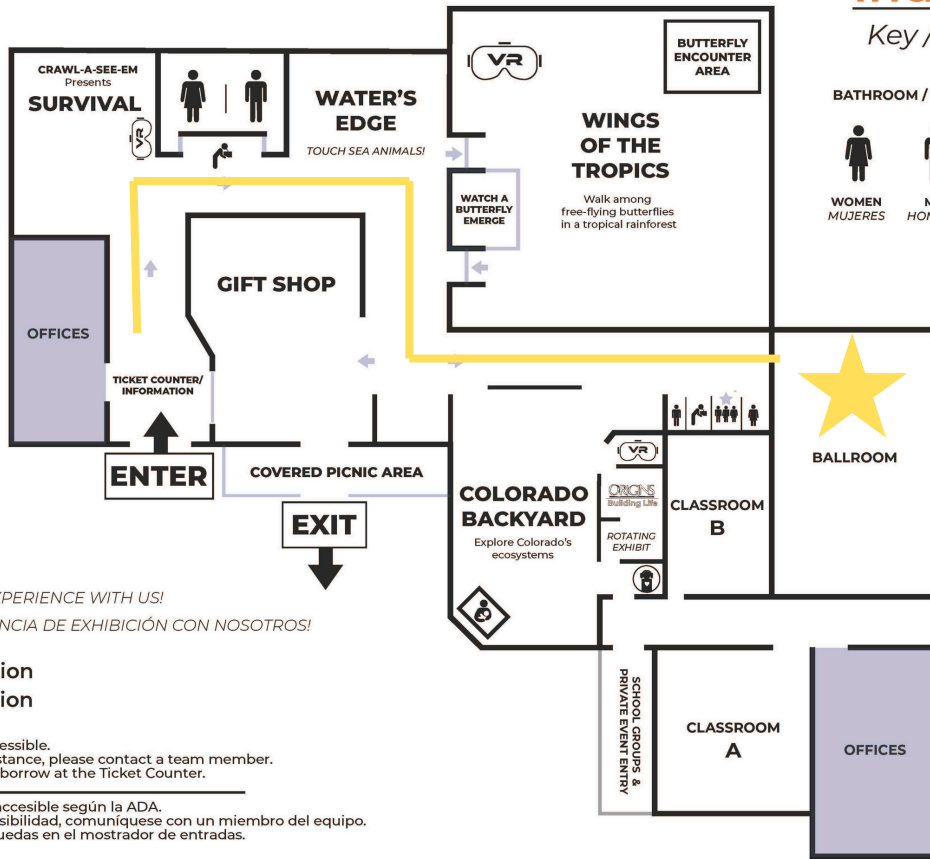 Key /
BATHROOM /
WOMEN
MUJERES
CRAWL-A-SEE-EM
Presents
SURVIVAL
VR
WATER'S
EDGE
TOUCH SEA ANIMALS!
VR
BUTTERFLY
ENCOUNTER
AREA
WINGS
OF THE
TROPICS
Walk among
free-flying butterflies
in a tropical rainforest
WATCH A
BUTTERFLY
EMERGE
GIFT SHOP
OFFICES
TICKET COUNTER/
INFORMATION
ENTER
COVERED PICNIC AREA
EXIT
COLORADO
BACKYARD
Explore Colorado's
ecosystems
VR
ORIGINS
Building Life
ROTATING
EXHIBIT
CLASSROOM
B
BALLROOM
SCHOOL GROUPS &
PRIVATE EVENT ENTRY
CLASSROOM
A
OFFICES
XPERIENCE WITH US!
NCIA DE EXHIBICIÓN CON NOSOTROS!
ion
ion
essible.
stance, please contact a team member.
borrow at the Ticket Counter.
accesible según la ADA.
sibilidad, comuníquese con un miembro del equipo.
uedas en el mostrador de entradas.